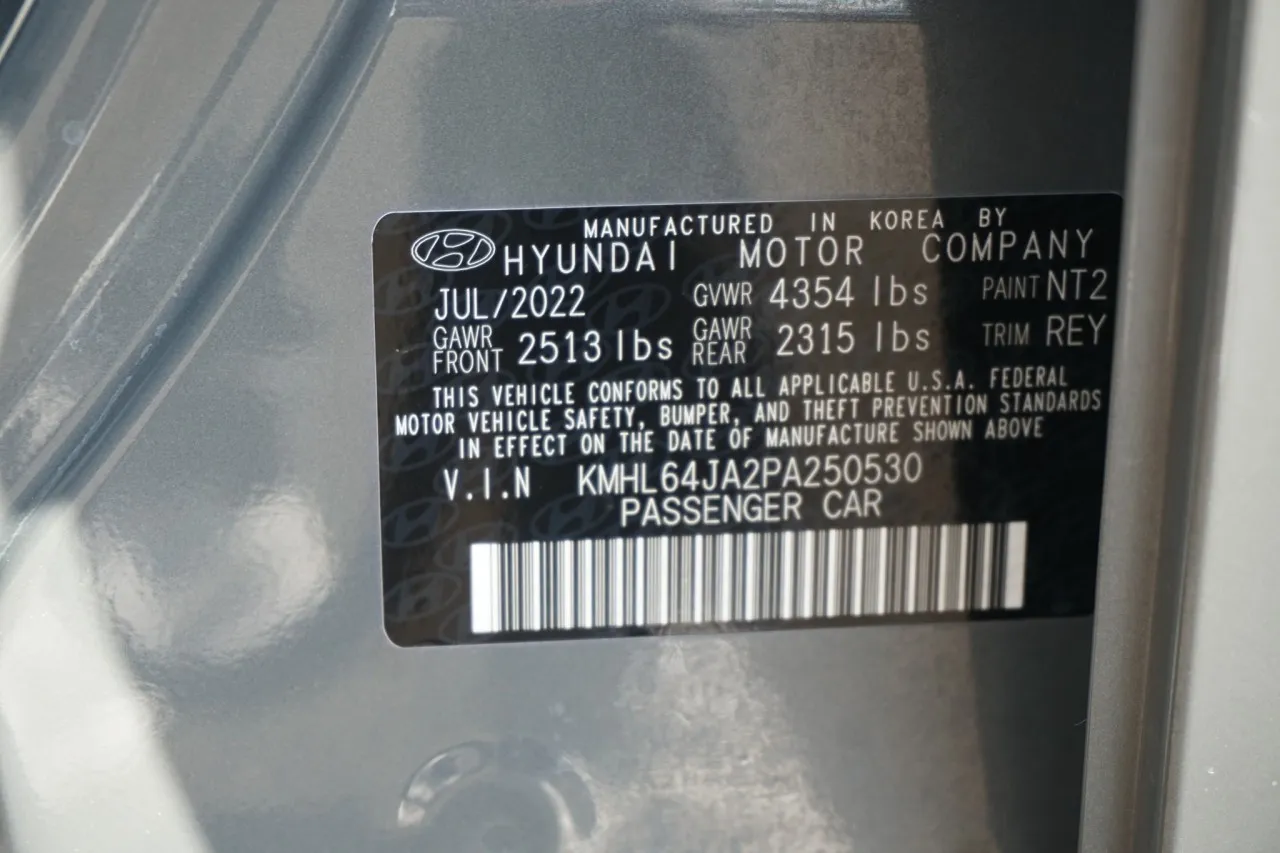 MANUFACTURED IN KOREA BY
HYUNDAI MOTOR COMPANY
JUL/2022 GVWR 4354 lbs PAINT NT2
GAWR FRONT 2513 lbs GAWR REAR 2315 lbs TRIM REY
THIS VEHICLE CONFORMS TO ALL APPLICABLE U.S.A. FEDERAL
MOTOR VEHICLE SAFETY, BUMPER, AND THEFT PREVENTION STANDARDS
IN EFFECT ON THE DATE OF MANUFACTURE SHOWN ABOVE
V.I.N KMHL64JA2PA250530
PASSENGER CAR